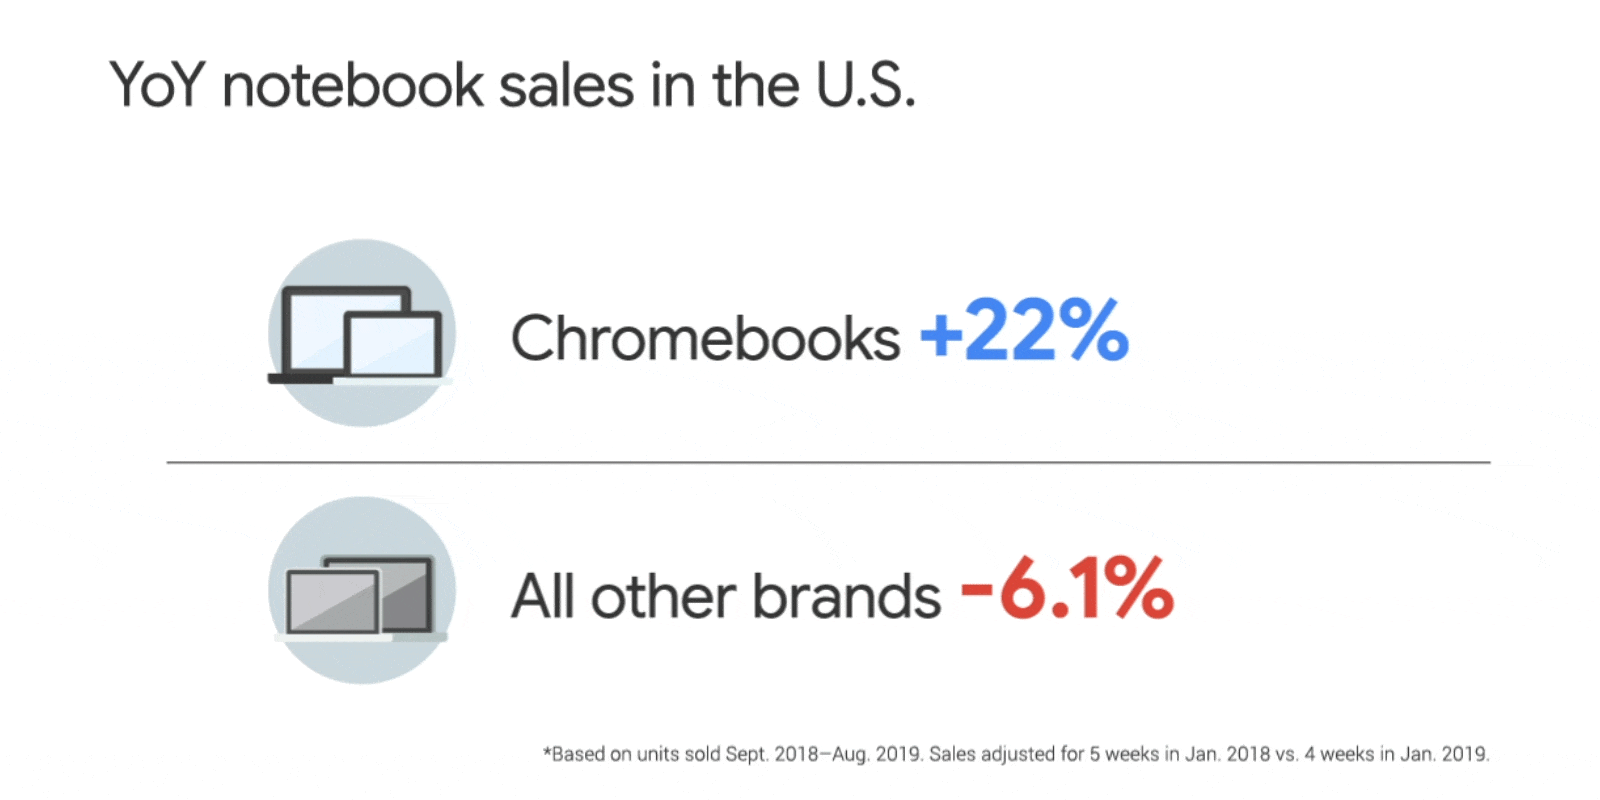 YoY notebook sales in the U.S.
Chromebooks +22%
All other brands -6.1%
*Based on units sold Sept. 2018–Aug. 2019. Sales adjusted for 5 weeks in Jan. 2018 vs. 4 weeks in Jan. 2019.